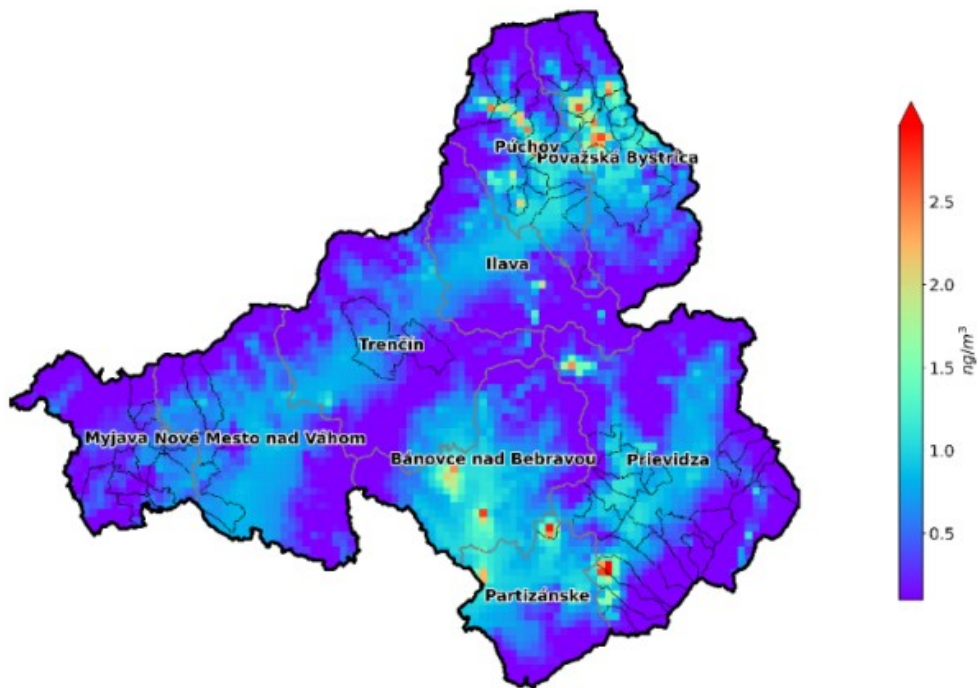 Púchov
Považská Bystrica
Ilava
Trenčín
Myjava
Nové Mesto nad Váhom
Bánovce nad Bebravou
Prievidza
Partizánske
2.5
2.0
1.5
1.0
0.5
ng/m³